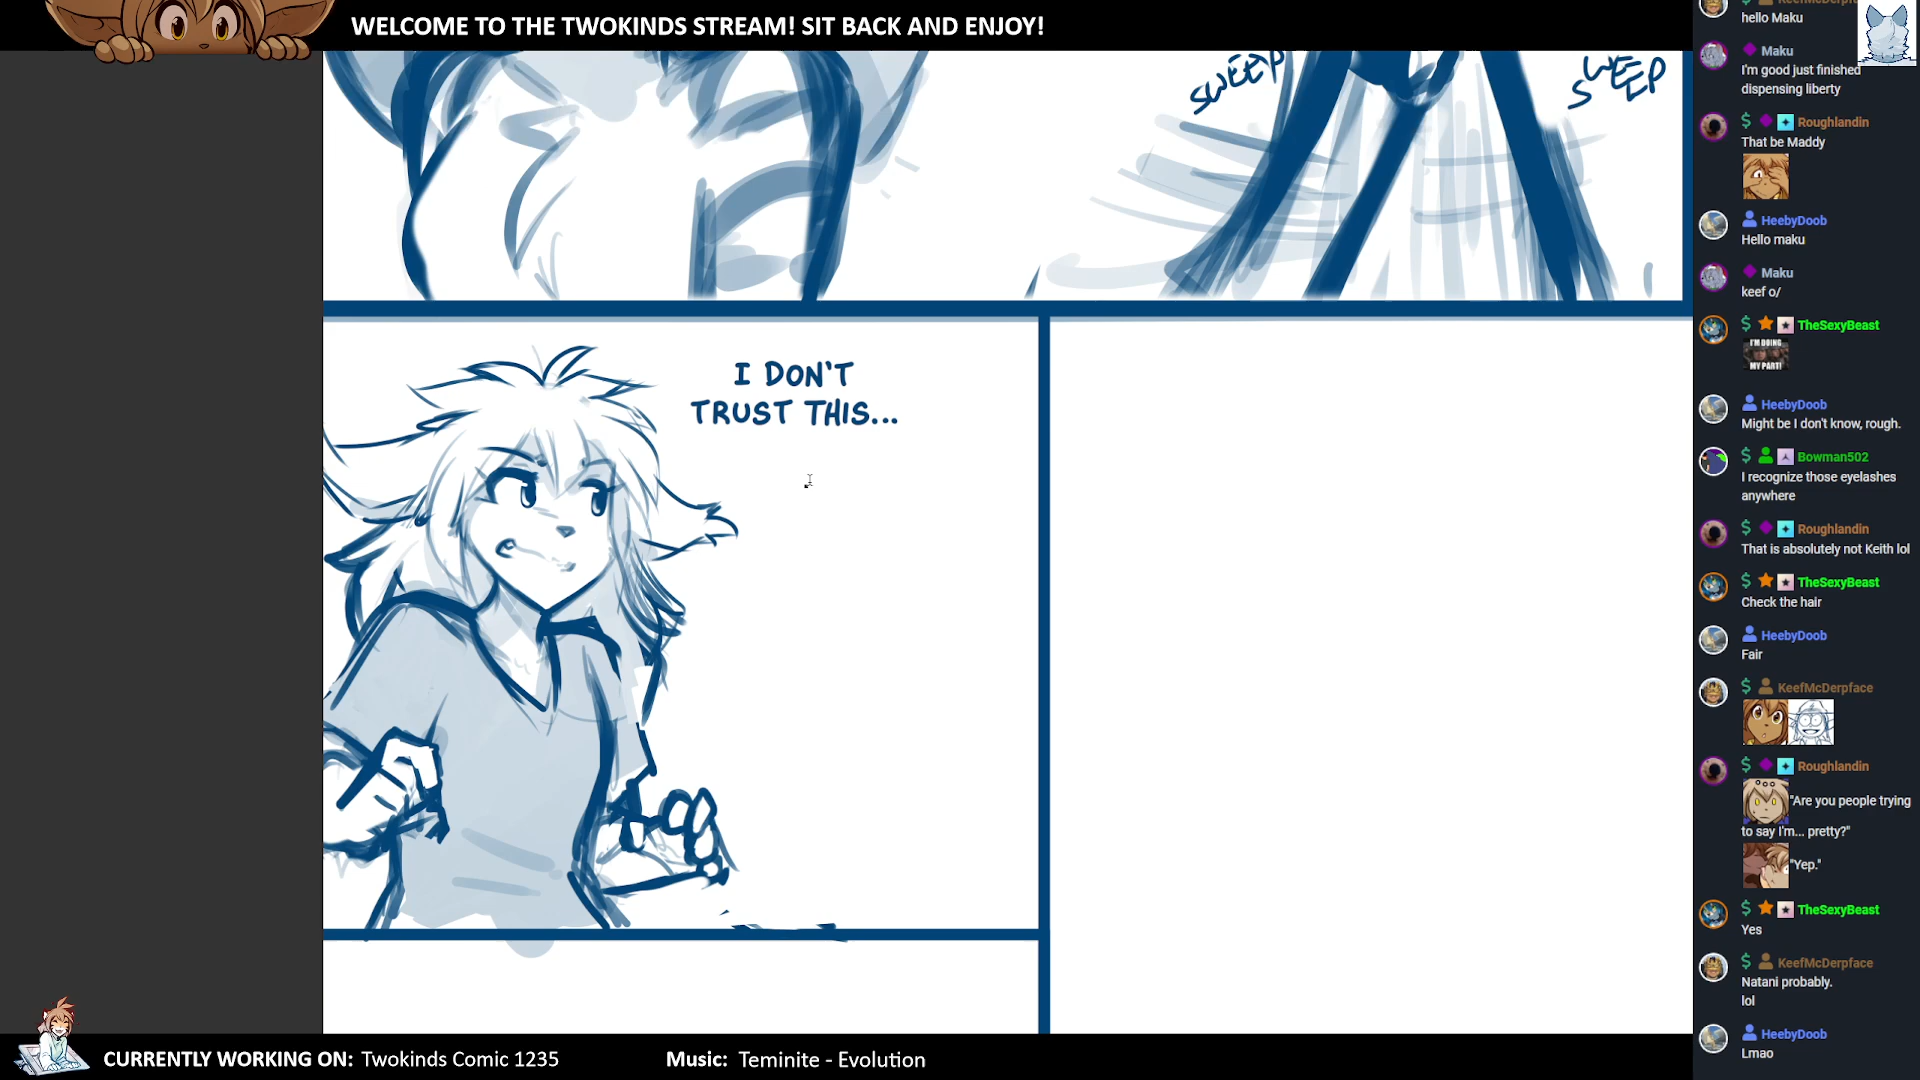 WELCOME TO THE TWOKINDS STREAM! SIT BACK AND ENJOY!
SWEEP
SWEEP
I DON'T
TRUST THIS...
CURRENTLY WORKING ON: Twokinds Comic 1235
Music: Teminite - Evolution
hello Maku
Maku
I'm good just finished
dispensing liberty
Roughlandin
That be Maddy
HeebyDoob
Hello maku
Maku
keef o/
TheSexyBeast
I'M DOING
MY PART!
HeebyDoob
Might be I don't know, rough.
Bowman502
I recognize those eyelashes
anywhere
Roughlandin
That is absolutely not Keith lol
TheSexyBeast
Check the hair
HeebyDoob
Fair
KeefMcDerpface
Roughlandin
"Are you people trying
to say I'm... pretty?"
"Yep."
TheSexyBeast
Yes
KeefMcDerpface
Natani probably.
lol
HeebyDoob
Lmao